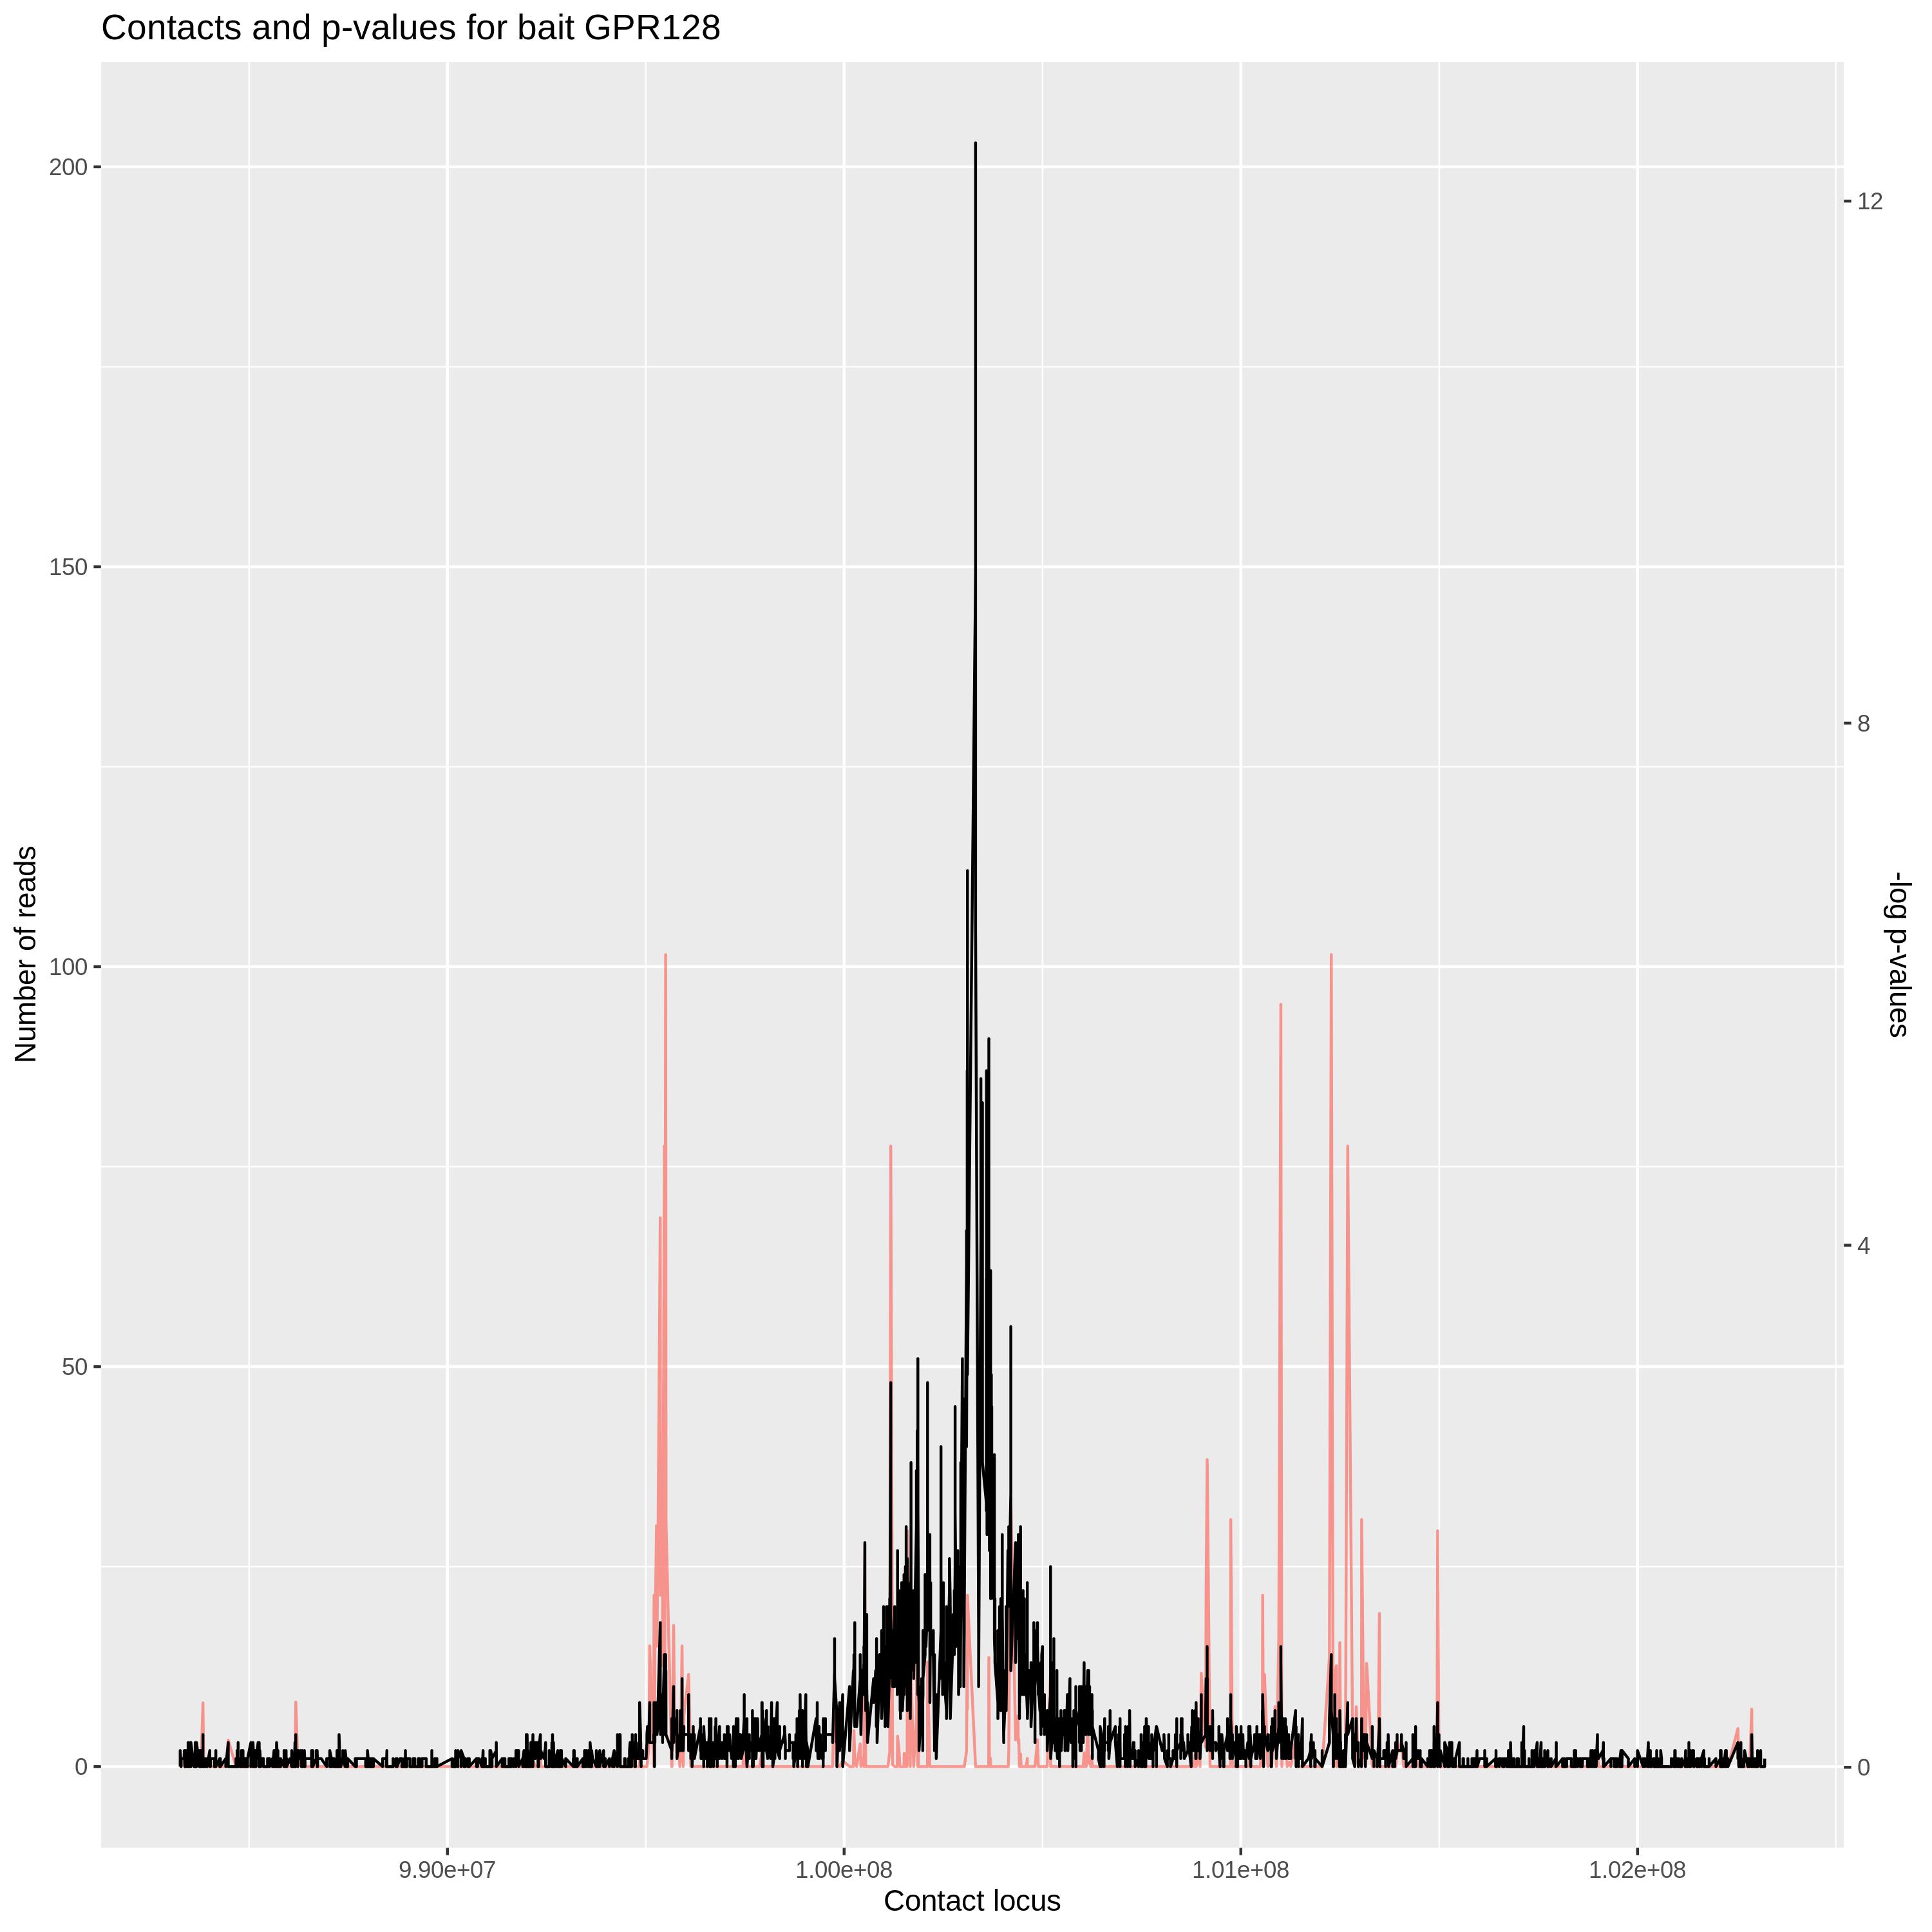 Contacts and p-values for bait GPR128
200
150
100
50
0
Number of reads
12
8
4
0
-log p-values
9.90e+07 1.00e+08 1.01e+08 1.02e+08
Contact locus